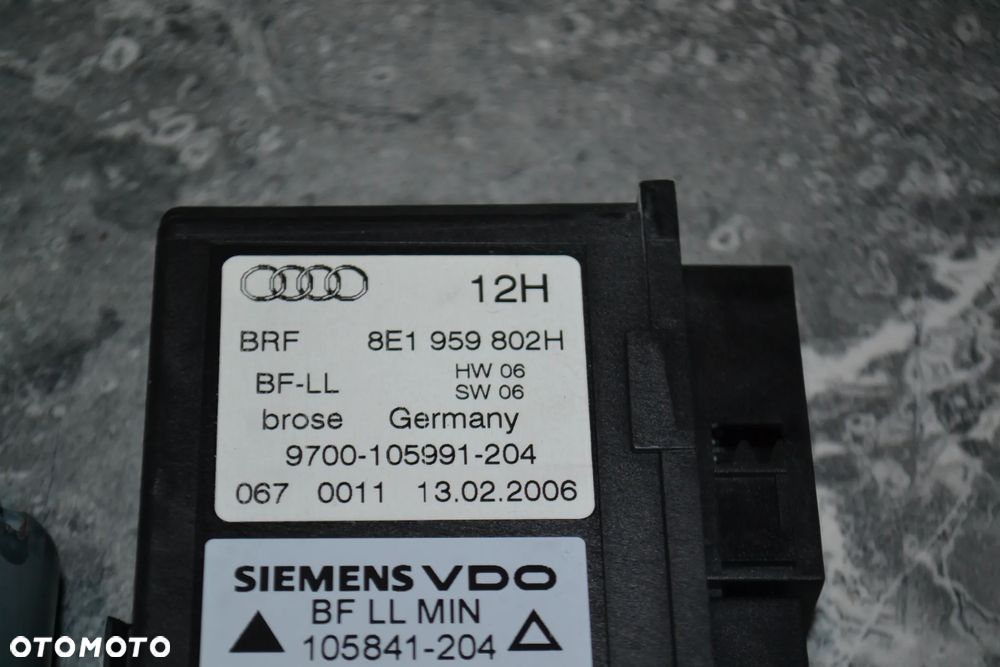 12H
BRF 8E1 959 802H
BF-LL HW 06
SW 06
brose Germany
9700-105991-204
067 0011 13.02.2006
SIEMENS VDO
BF LL MIN
105841-204
OTOMOTO